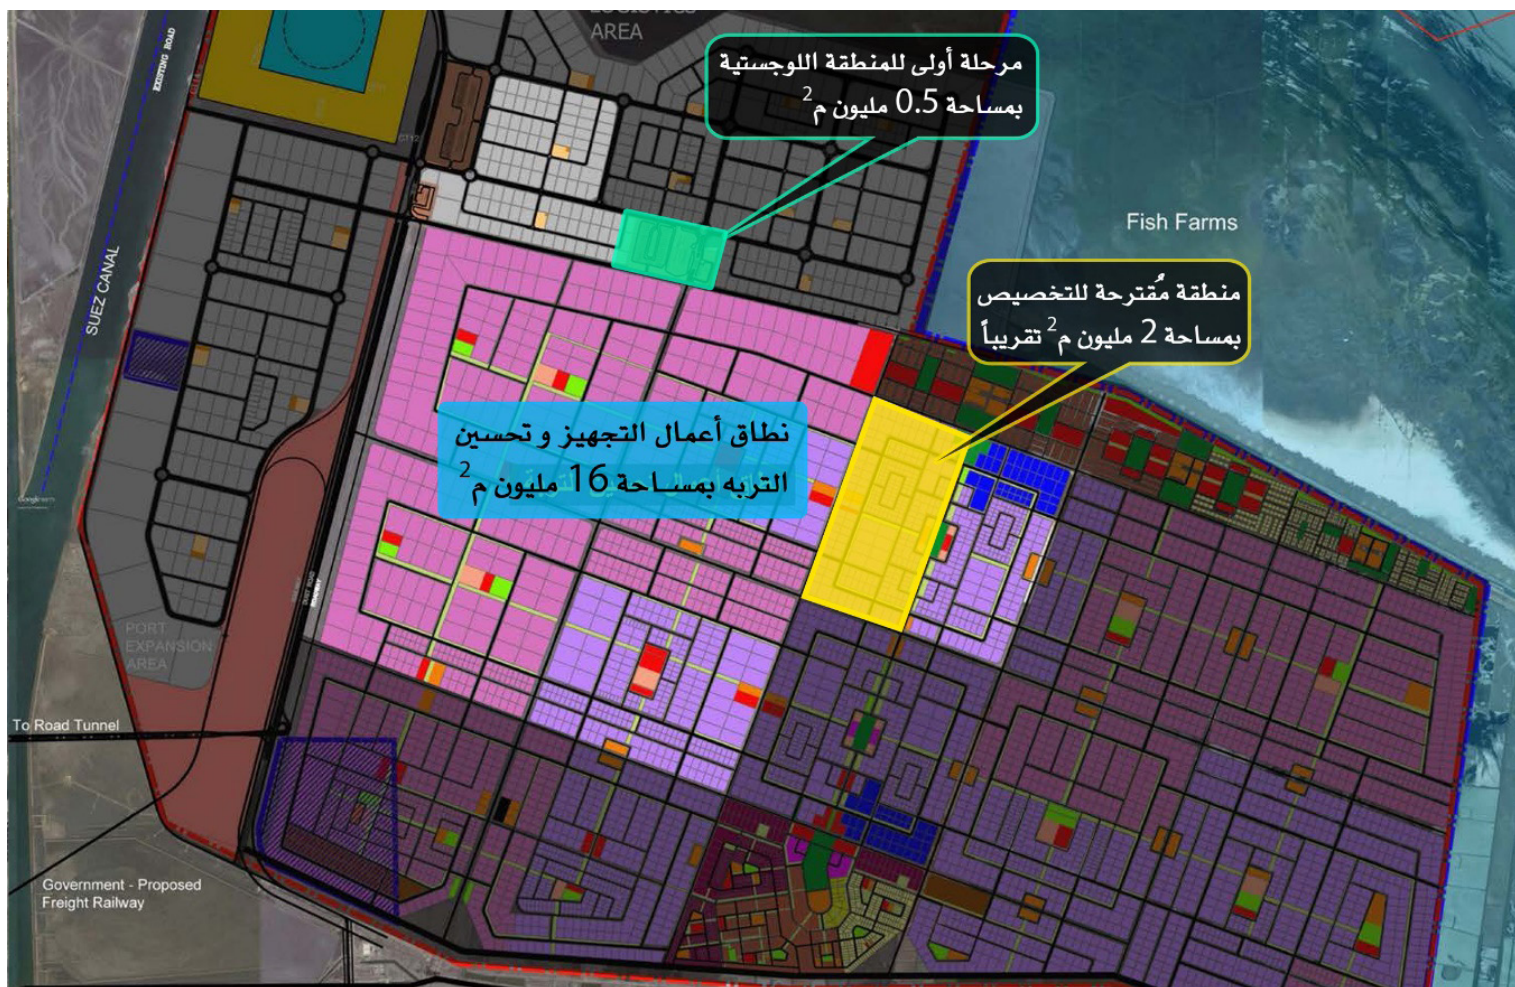 AREA
مرحلة أولى للمنطقة اللوجستية
بمساحة 0.5 مليون م2
EXISTING ROAD
Fish Farms
SUEZ CANAL
منطقة مُقترحة للتخصيص
بمساحة 2 مليون م2 تقريباً
نطاق أعمال التجهيز و تحسين
التربه بمساحة 16 مليون م2
PORT
EXPANSION
AREA
To Road Tunnel
Government - Proposed
Freight Railway